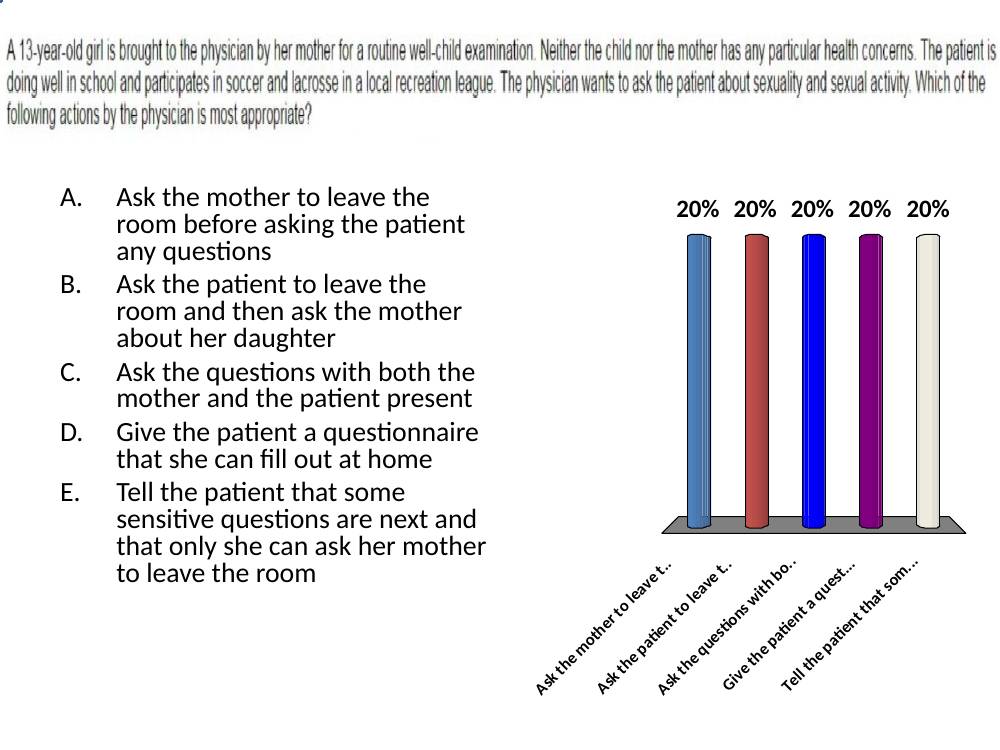 A 13-year-old girl is brought to the physician by her mother for a routine well-child examination. Neither the child nor the mother has any particular health concerns. The patient is
doing well in school and participates in soccer and lacrosse in a local recreation league. The physician wants to ask the patient about sexuality and sexual activity. Which of the
following actions by the physician is most appropriate?
A. Ask the mother to leave the
room before asking the patient
any questions
B. Ask the patient to leave the
room and then ask the mother
about her daughter
C. Ask the questions with both the
mother and the patient present
D. Give the patient a questionnaire
that she can fill out at home
E. Tell the patient that some
sensitive questions are next and
that only she can ask her mother
to leave the room
20% 20% 20% 20% 20%
Ask the mother to leave t..
Ask the patient to leave t..
Ask the questions with bo..
Give the patient a quest...
Tell the patient that som...